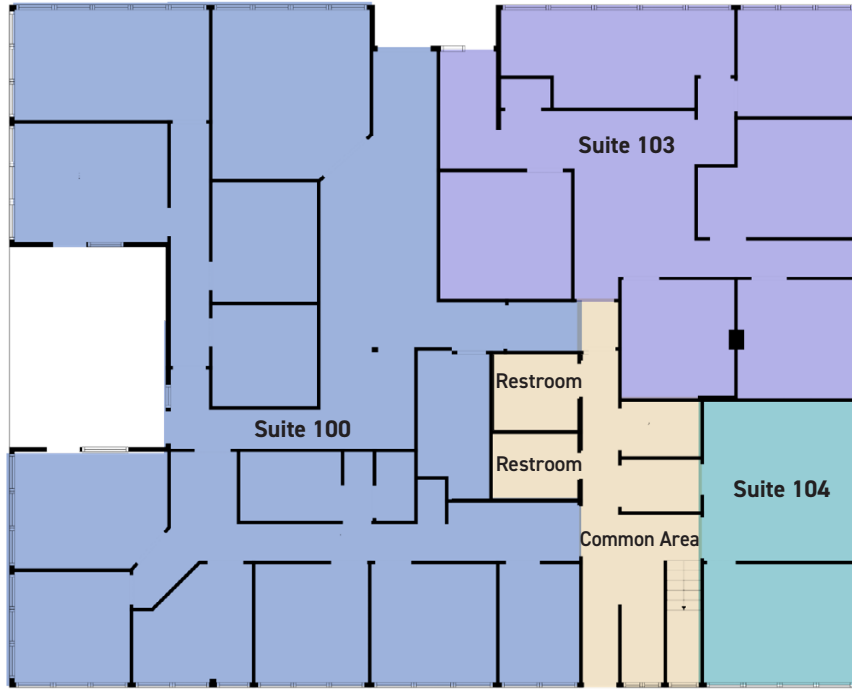 Suite 103
Restroom
Suite 100
Restroom
Suite 104
Common Area